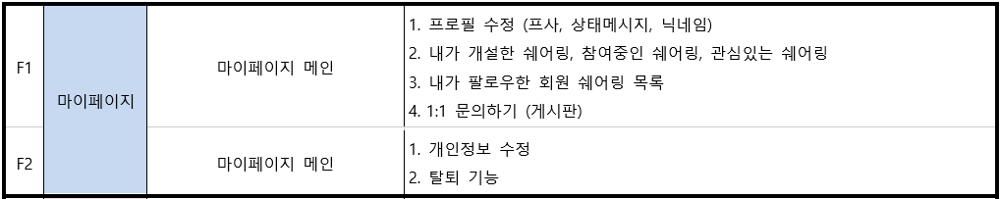 F1
마이페이지
마이페이지 메인
1. 프로필 수정 (프사, 상태메시지, 닉네임)
2. 내가 개설한 쉐어링, 참여중인 쉐어링, 관심있는 쉐어링
3. 내가 팔로우한 회원 쉐어링 목록
4. 1:1 문의하기 (게시판)
F2
마이페이지 메인
1. 개인정보 수정
2. 탈퇴 기능